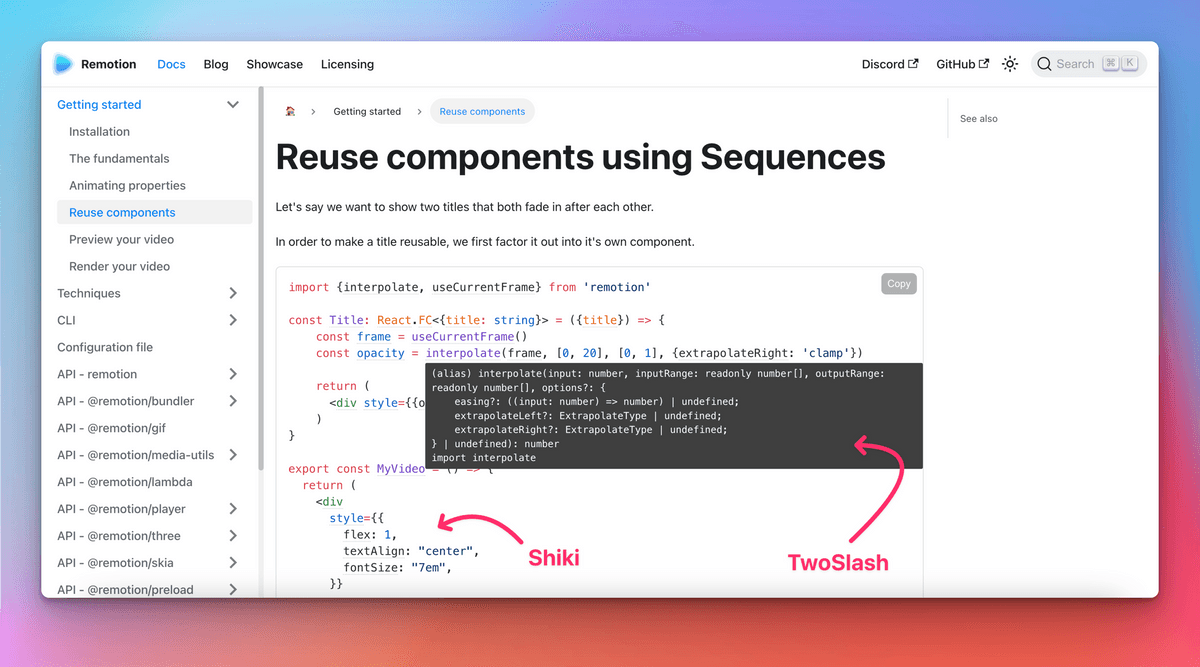 Remotion Docs Blog Showcase Licensing Discord GitHub Search ⌘ K
Getting started
Installation
The fundamentals
Animating properties
Reuse components
Preview your video
Render your video
Techniques
CLI
Configuration file
API - remotion
API - @remotion/bundler
API - @remotion/gif
API - @remotion/media-utils
API - @remotion/lambda
API - @remotion/player
API - @remotion/three
API - @remotion/skia
API - @remotion/preload
Getting started Reuse components
See also
Reuse components using Sequences
Let's say we want to show two titles that both fade in after each other.
In order to make a title reusable, we first factor it out into it's own component.
Copy
import {interpolate, useCurrentFrame} from 'remotion'
const Title: React.FC<{title: string}> = ({title}) => {
const frame = useCurrentFrame()
const opacity = interpolate(frame, [0, 20], [0, 1], {extrapolateRight: 'clamp'})
return (
<div style={{o
)
}
(alias) interpolate(input: number, inputRange: readonly number[], outputRange:
readonly number[], options?: {
easing?: ((input: number) => number) | undefined;
extrapolateLeft?: ExtrapolateType | undefined;
extrapolateRight?: ExtrapolateType | undefined;
} | undefined): number
import interpolate
export const MyVideo = () => {
return (
<div
style={{
flex: 1,
textAlign: "center",
fontSize: "7em",
}}
Shiki
TwoSlash